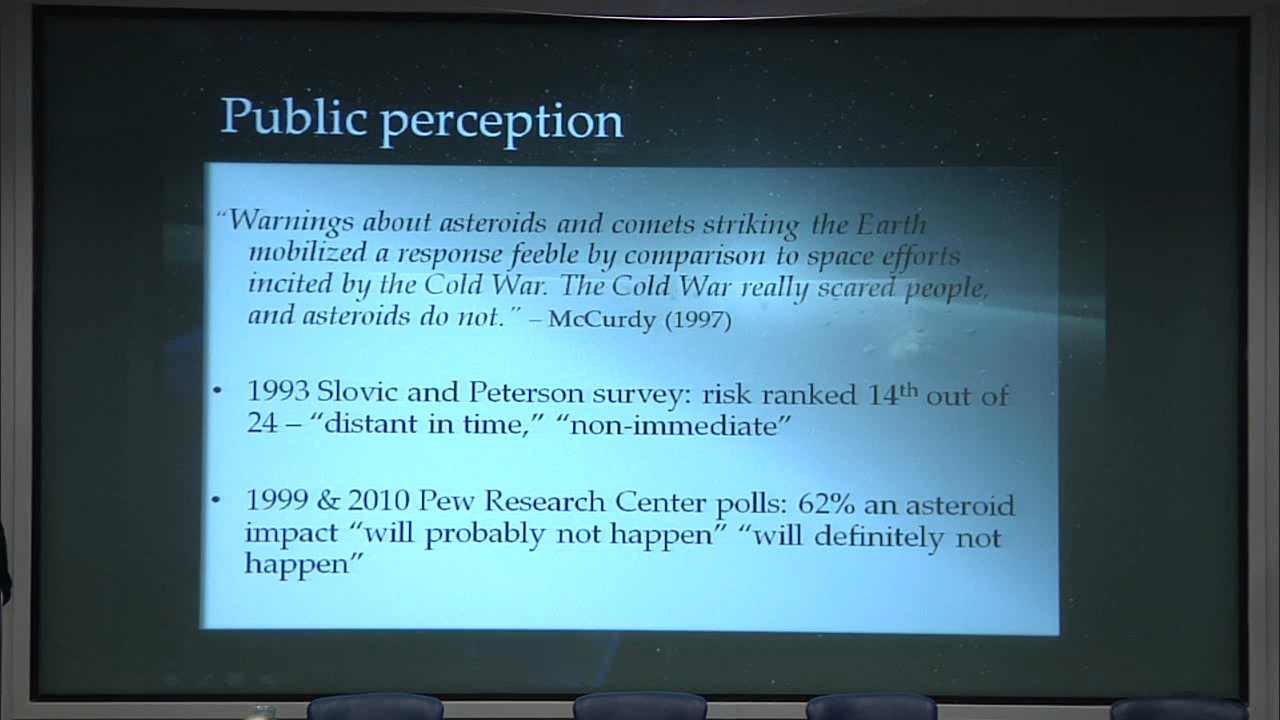 Public perception
“Warnings about asteroids and comets striking the Earth
mobilized a response feeble by comparison to space efforts
incited by the Cold War. The Cold War really scared people,
and asteroids do not.” – McCurdy (1997)
• 1993 Slovic and Peterson survey: risk ranked 14th out of
24 – “distant in time,” “non-immediate”
• 1999 & 2010 Pew Research Center polls: 62% an asteroid
impact “will probably not happen” “will definitely not
happen”